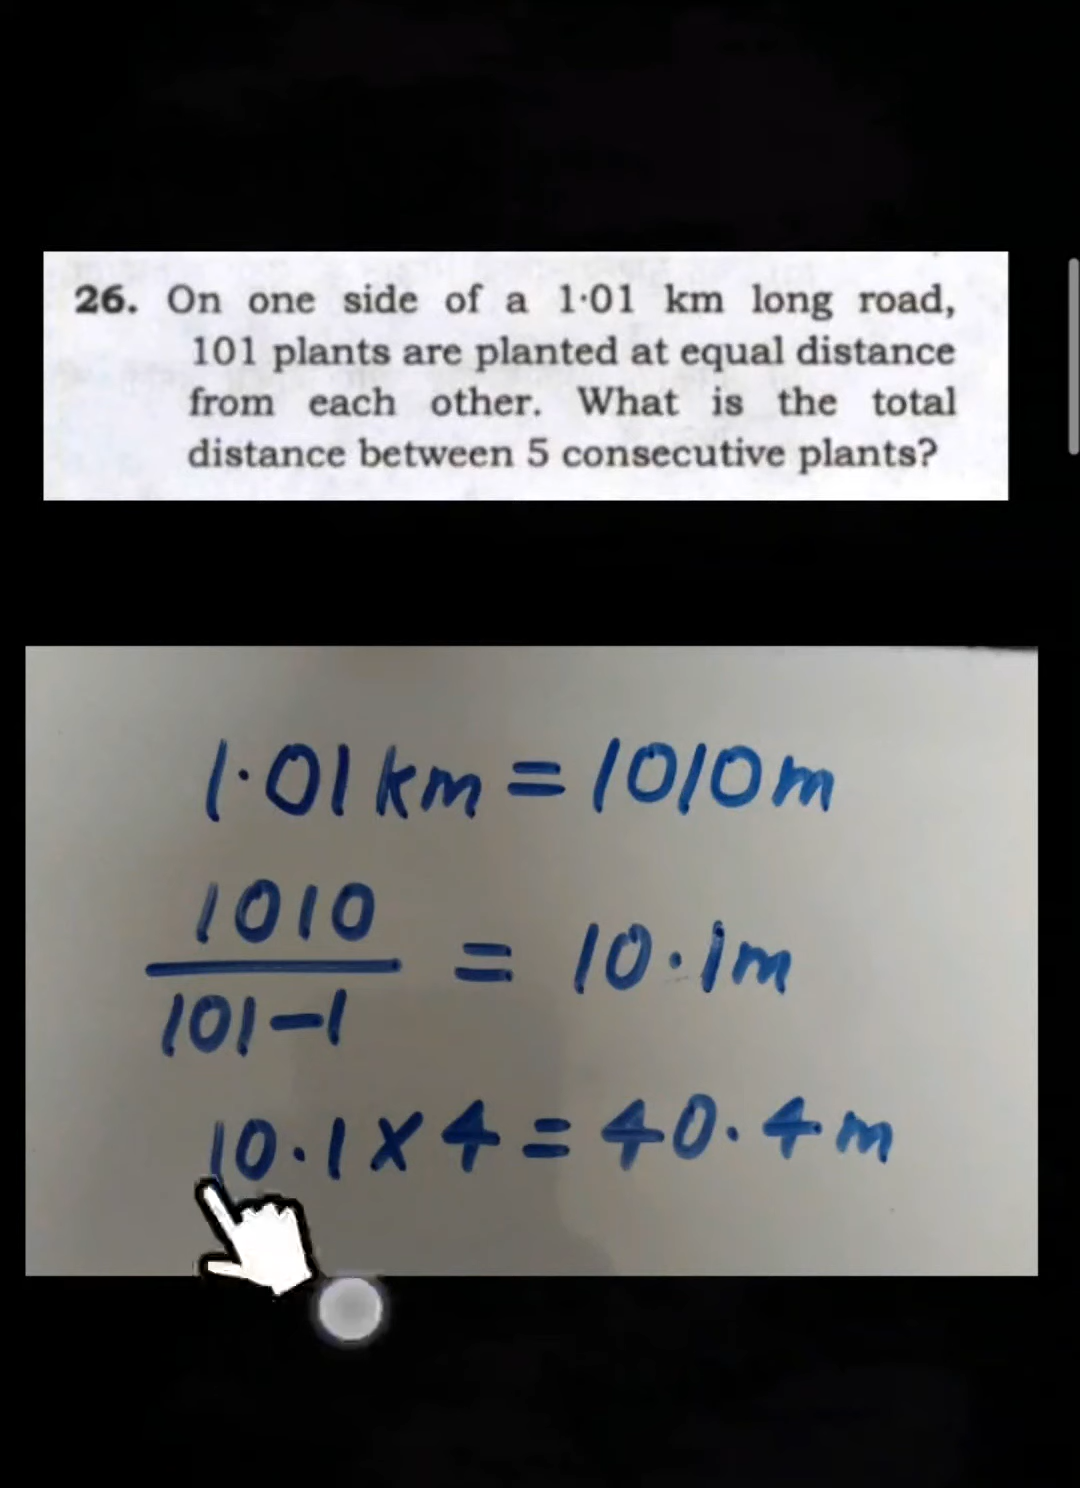 26. On one side of a 1·01 km long road,
101 plants are planted at equal distance
from each other. What is the total
distance between 5 consecutive plants?
1·01 km = 1010 m
1010
101-1
= 10·1m
10·1 x 4 = 40·4 m